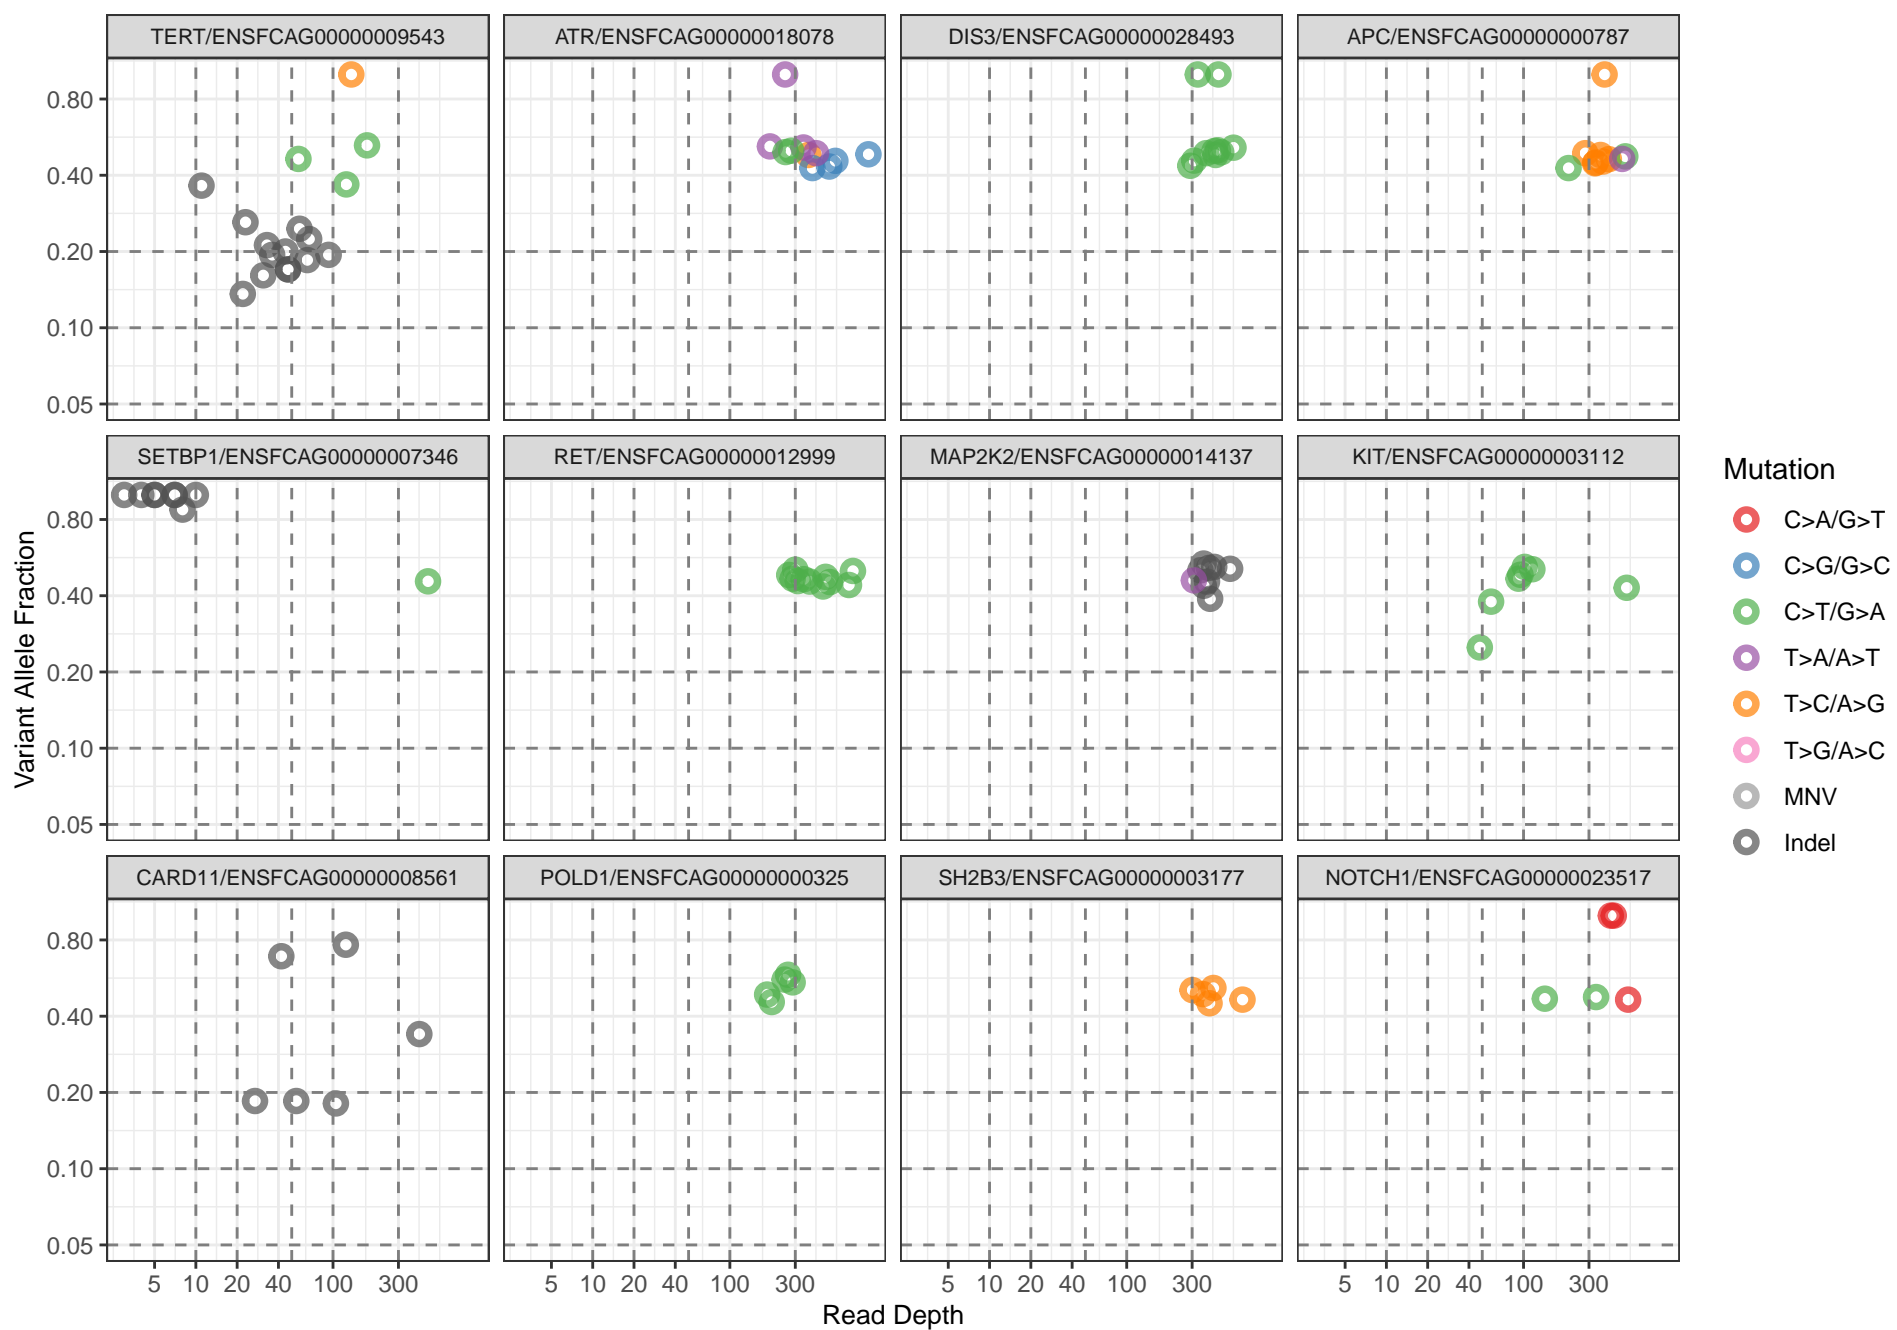 TERT/ENSFCAG00000009543
ATR/ENSFCAG00000018078
DIS3/ENSFCAG00000028493
APC/ENSFCAG00000000787
0.80
0.40
0.20
0.10
0.05
SETBP1/ENSFCAG00000007346
RET/ENSFCAG00000012999
MAP2K2/ENSFCAG00000014137
KIT/ENSFCAG00000003112
0.80
0.40
0.20
0.10
0.05
CARD11/ENSFCAG00000008561
POLD1/ENSFCAG00000000325
SH2B3/ENSFCAG00000003177
NOTCH1/ENSFCAG00000023517
0.80
0.40
0.20
0.10
0.05
5 10 20 40 100 300
5 10 20 40 100 300
5 10 20 40 100 300
5 10 20 40 100 300
Read Depth
Variant Allele Fraction
Mutation
C>A/G>T
C>G/G>C
C>T/G>A
T>A/A>T
T>C/A>G
T>G/A>C
MNV
Indel